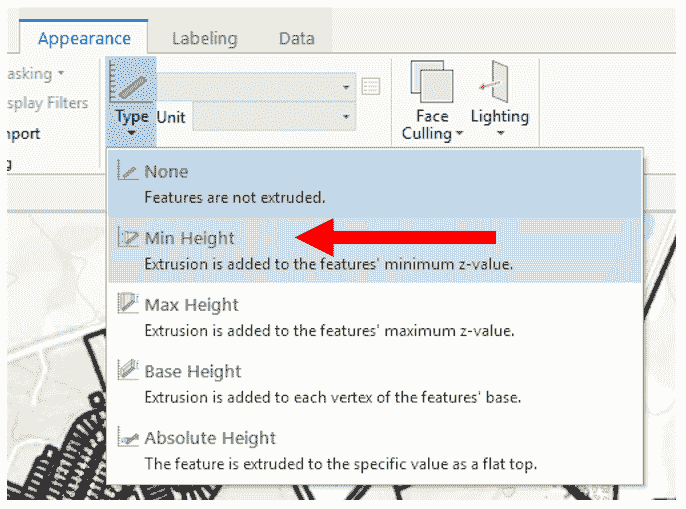 Appearance Labeling Data
asking
splay Filters
nport
g
Type Unit
Face Culling
Lighting
None
Features are not extruded.
Min Height
Extrusion is added to the features' minimum z-value.
Max Height
Extrusion is added to the features' maximum z-value.
Base Height
Extrusion is added to each vertex of the features' base.
Absolute Height
The feature is extruded to the specific value as a flat top.